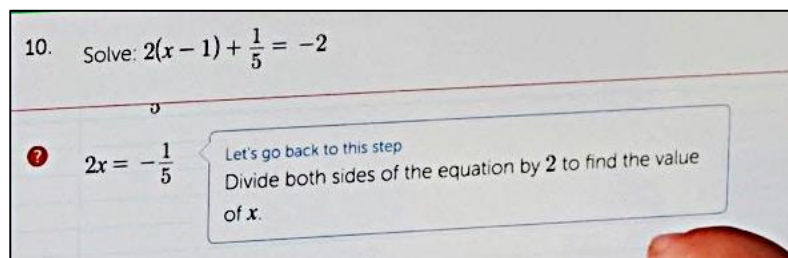 10. Solve: 2(x − 1) + 1/5 = −2
2x = −1/5
Let's go back to this step
Divide both sides of the equation by 2 to find the value
of x.